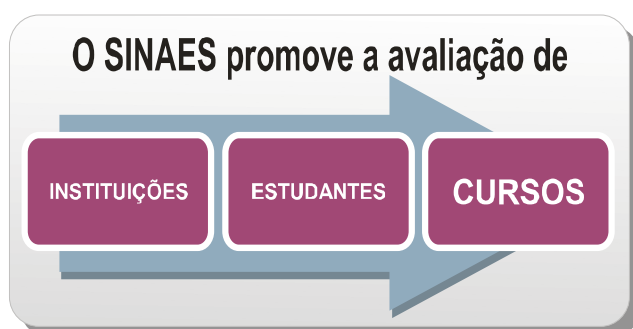 O SINAES promove a avaliação de
INSTITUIÇÕES
ESTUDANTES
CURSOS